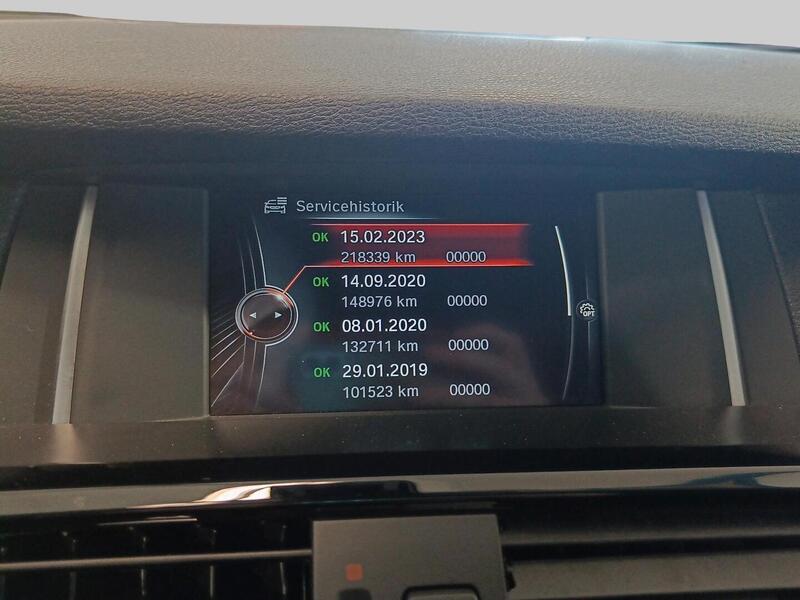 Servicehistorik
OK 15.02.2023
218339 km 00000
OK 14.09.2020
148976 km 00000
OK 08.01.2020
132711 km 00000
OK 29.01.2019
101523 km 00000
OPT